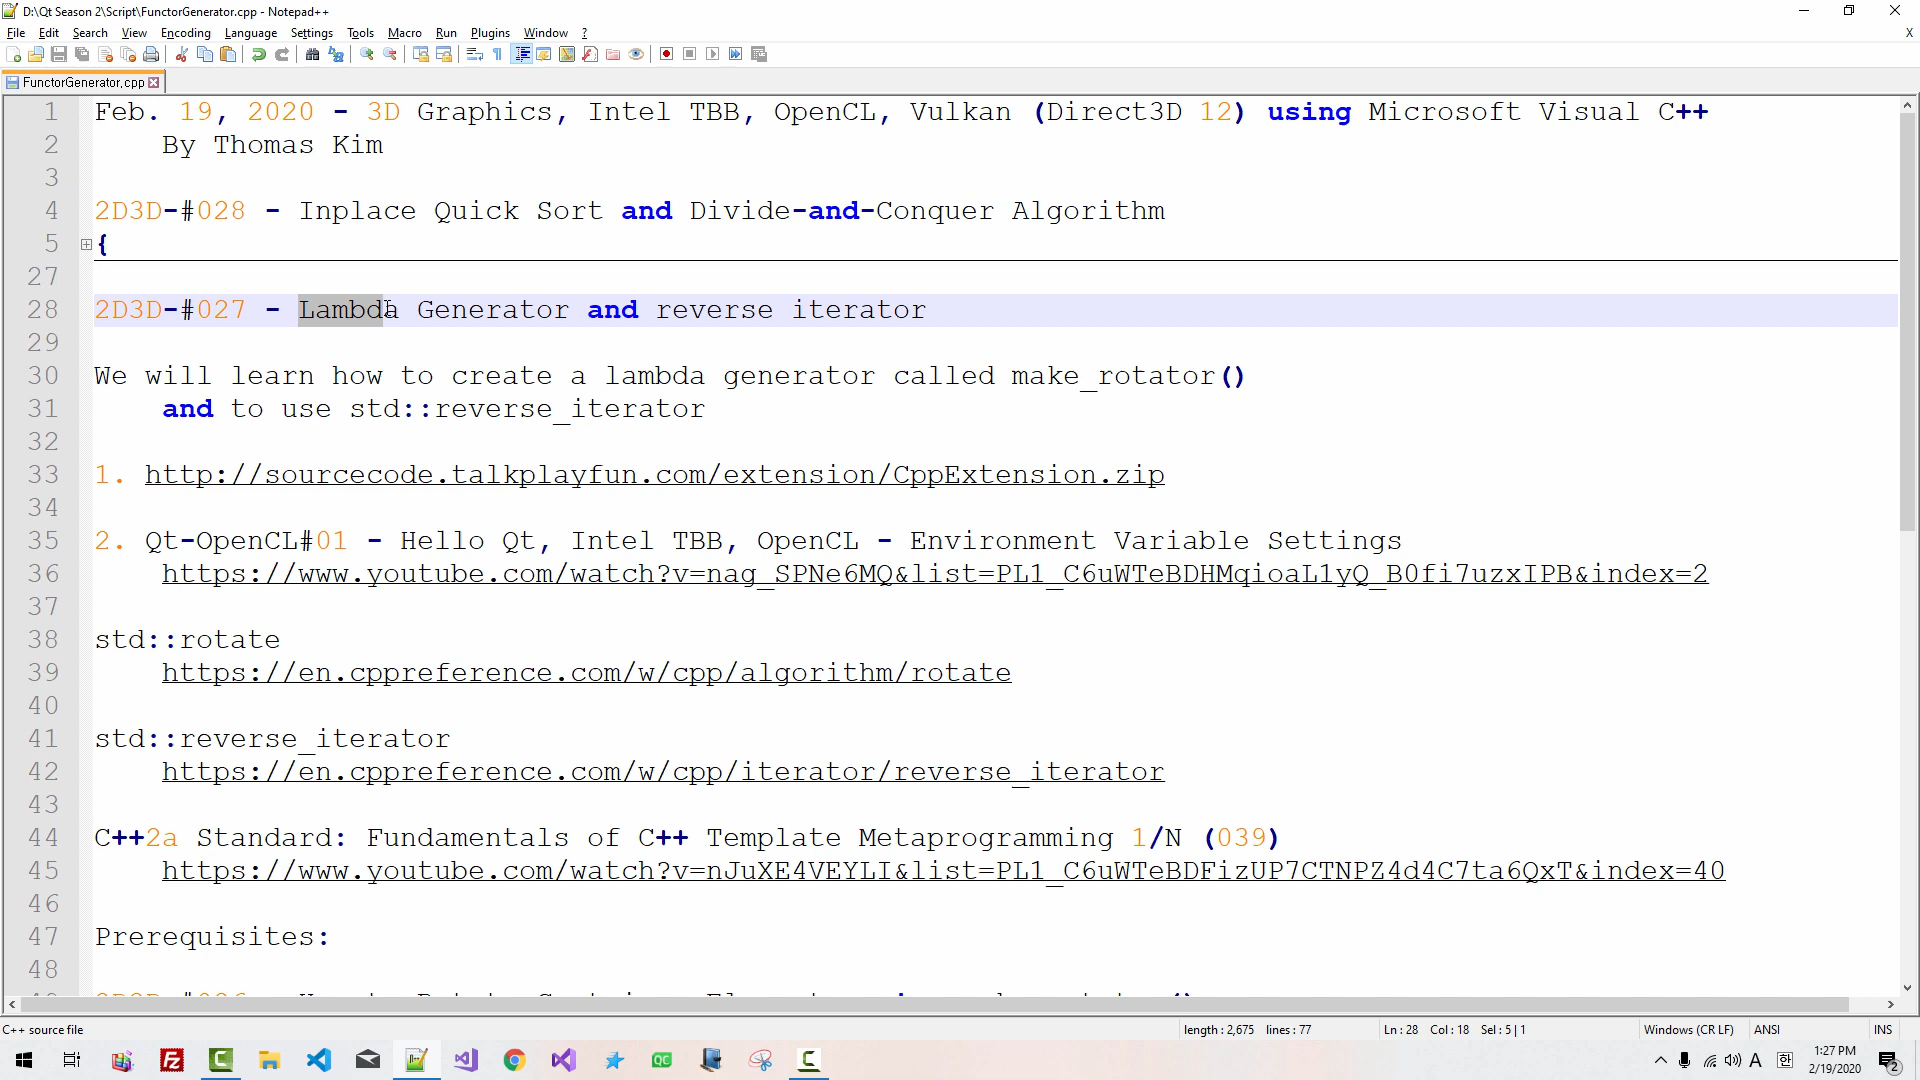 D:\Qt Season 2\Script\FunctorGenerator.cpp - Notepad++
File Edit Search View Encoding Language Settings Tools Macro Run Plugins Window ? X
FunctorGenerator.cpp
1 Feb. 19, 2020 - 3D Graphics, Intel TBB, OpenCL, Vulkan (Direct3D 12) using Microsoft Visual C++
2 By Thomas Kim
3
4 2D3D-#028 - Inplace Quick Sort and Divide-and-Conquer Algorithm
5 {
27
28 2D3D-#027 - Lambda Generator and reverse iterator
29
30 We will learn how to create a lambda generator called make_rotator()
31 and to use std::reverse_iterator
32
33 1. http://sourcecode.talkplayfun.com/extension/CppExtension.zip
34
35 2. Qt-OpenCL#01 - Hello Qt, Intel TBB, OpenCL - Environment Variable Settings
36 https://www.youtube.com/watch?v=nag_SPNe6MQ&list=PL1_C6uWTeBDHMqioaL1yQ_B0fi7uzxIPB&index=2
37
38 std::rotate
39 https://en.cppreference.com/w/cpp/algorithm/rotate
40
41 std::reverse_iterator
42 https://en.cppreference.com/w/cpp/iterator/reverse_iterator
43
44 C++2a Standard: Fundamentals of C++ Template Metaprogramming 1/N (039)
45 https://www.youtube.com/watch?v=nJuXE4VEYLI&list=PL1_C6uWTeBDFizUP7CTNPZ4d4C7ta6QxT&index=40
46
47 Prerequisites:
48
C++ source file length : 2,675 lines : 77 Ln : 28 Col : 18 Sel : 5 | 1 Windows (CR LF) ANSI INS
A 한 1:27 PM
2/19/2020 2